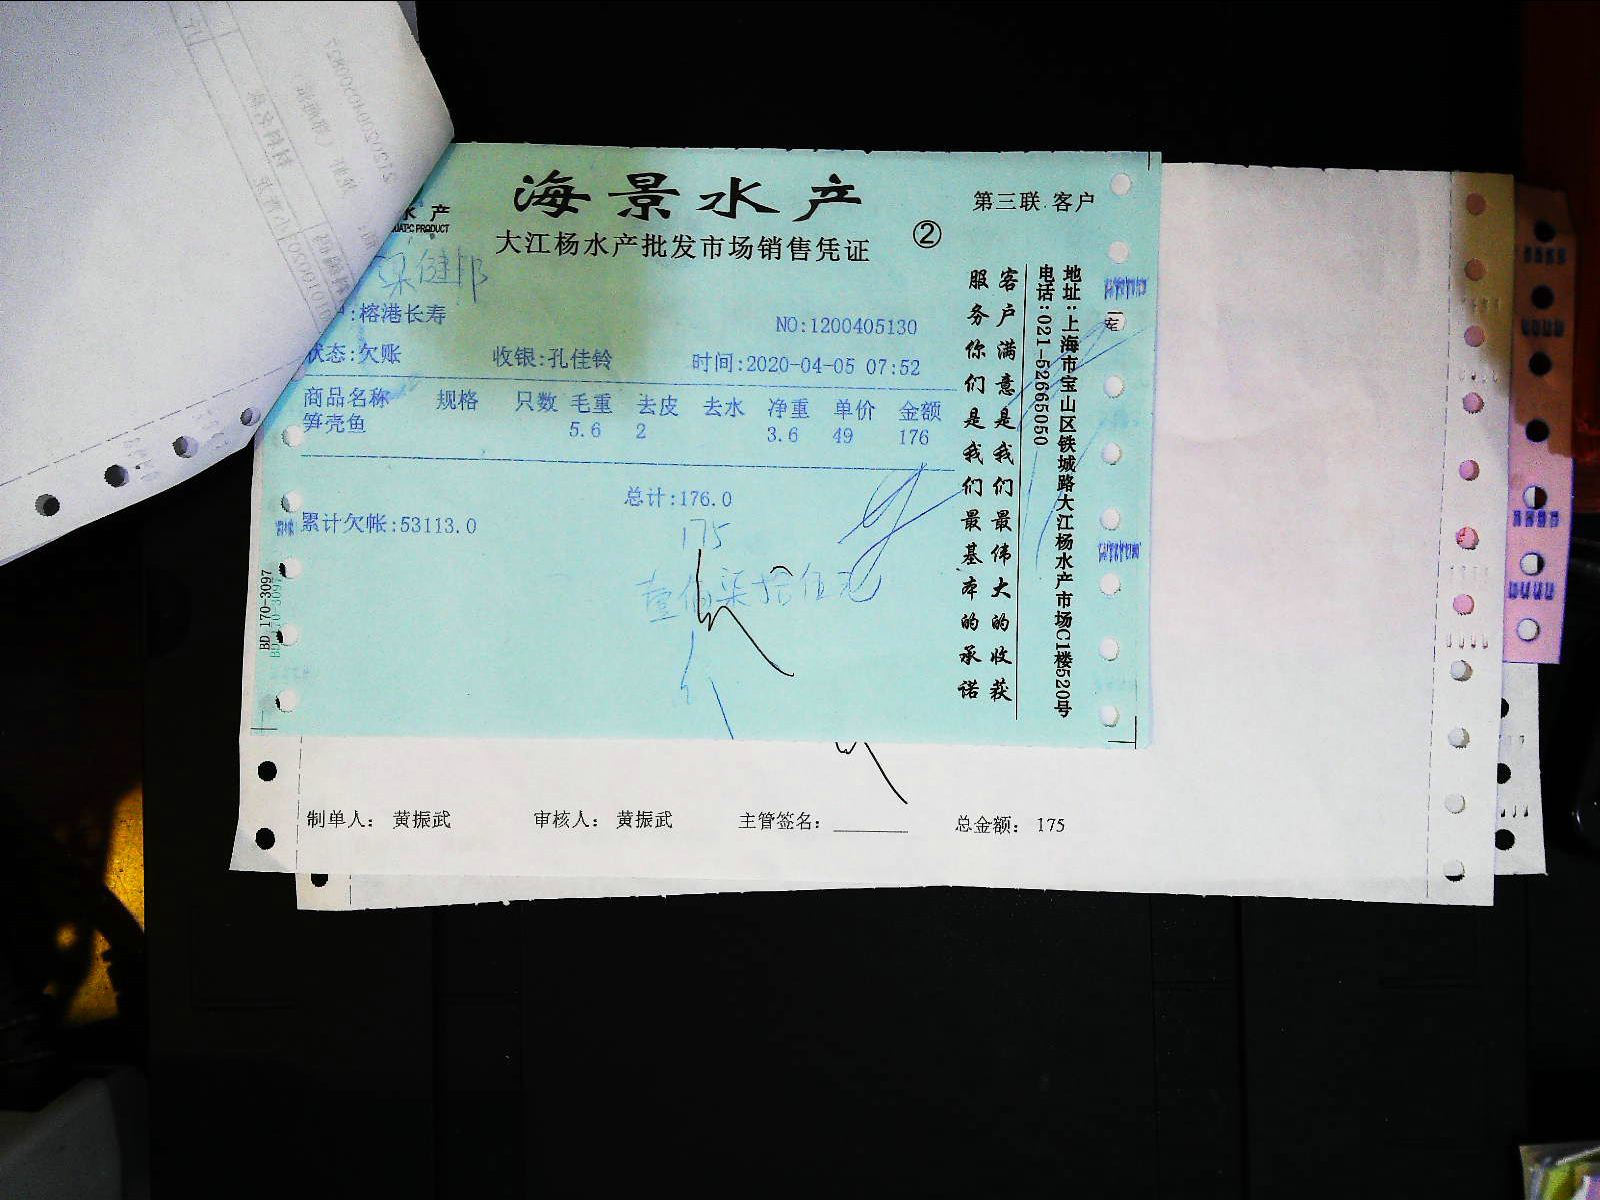 海景水产
第三联 客户
水产
PRODUCT
大江杨水产批发市场销售凭证
②
梁健邦
:榕港长寿
NO:1200405130
状态:欠账 收银:孔佳铃 时间:2020-04-05 07:52
商品名称 规格 只数 毛重 去皮 去水 净重 单价 金额
笋壳鱼 5.6 2 3.6 49 176
总计:176.0
累计欠帐:53113.0
175
壹佰柒拾伍元
客户满意是我们最伟大的收获
服务你们是我们最基本的承诺
地址:上海市宝山区铁城路大江杨水产市场C1楼520号
电话:021-52665050
BD 170-3097
制单人: 黄振武 审核人: 黄振武 主管签名: 总金额: 175